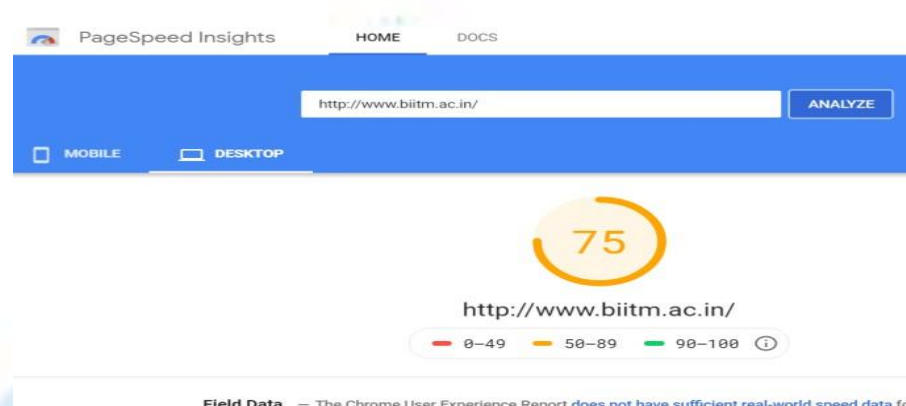 PageSpeed Insights HOME DOCS
http://www.biitm.ac.in/ ANALYZE
MOBILE DESKTOP
75
http://www.biitm.ac.in/
0–49 50–89 90–100
Field Data — The Chrome User Experience Report does not have sufficient real-world speed data fo